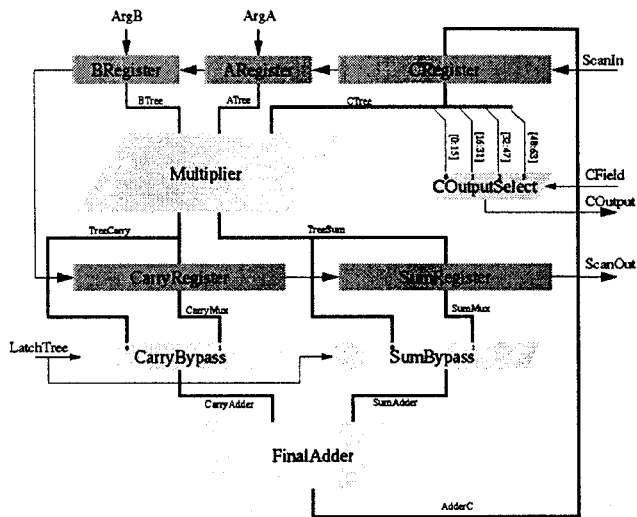 ArgB
ArgA
BRegister
ARegister
CRegister
ScanIn
BTree
ATree
CTree
[0:15]
[16:31]
[32:47]
[48:63]
Multiplier
COutputSelect
CField
COutput
TreeCarry
TreeSum
CarryRegister
SumRegister
ScanOut
CarryMux
SumMux
LatchTree
CarryBypass
SumBypass
CarryAdder
SumAdder
FinalAdder
AdderC